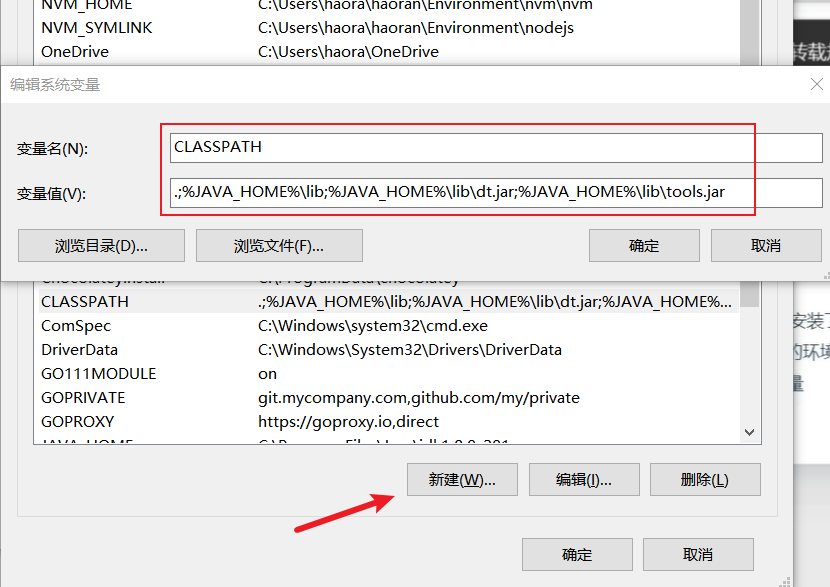 NVM_HOME C:\Users\haora\haoran\Environment\nvm\nvm
NVM_SYMLINK C:\Users\haora\haoran\Environment\nodejs
OneDrive C:\Users\haora\OneDrive
转载
编辑系统变量
变量名(N): CLASSPATH
变量值(V): .;%JAVA_HOME%\lib;%JAVA_HOME%\lib\dt.jar;%JAVA_HOME%\lib\tools.jar
浏览目录(D)... 浏览文件(F)... 确定 取消
ChocolateyInstall C:\ProgramData\chocolatey
CLASSPATH .;%JAVA_HOME%\lib;%JAVA_HOME%\lib\dt.jar;%JAVA_HOME%...
ComSpec C:\Windows\system32\cmd.exe
DriverData C:\Windows\System32\Drivers\DriverData
GO111MODULE on
GOPRIVATE git.mycompany.com,github.com/my/private
GOPROXY https://goproxy.io,direct
JAVA_HOME
安装了
的环境
量
新建(W)... 编辑(I)... 删除(L)
确定 取消